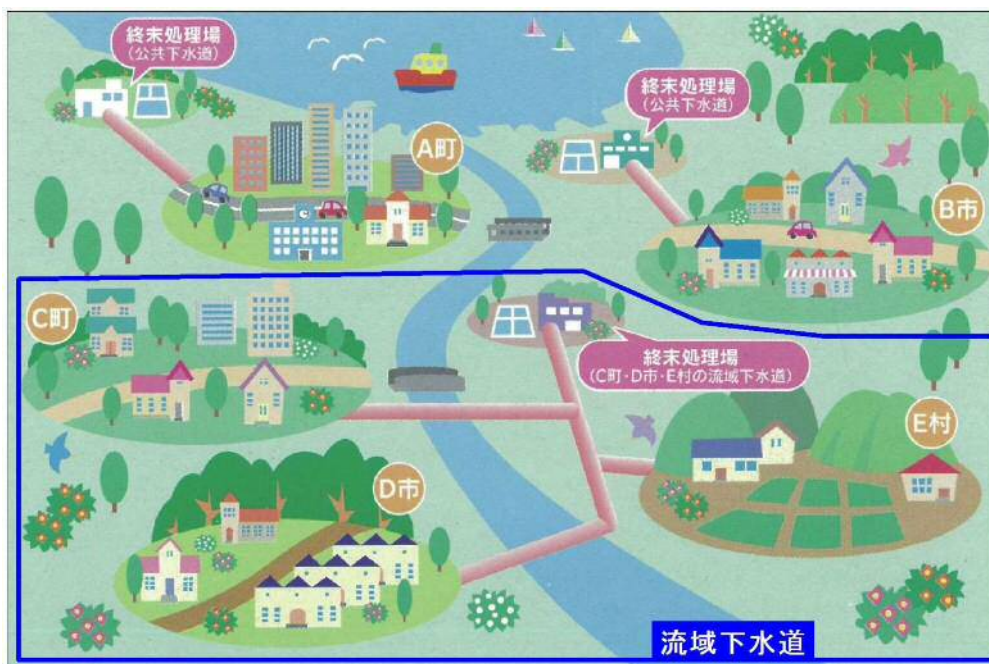 終末処理場
(公共下水道)
終末処理場
(公共下水道)
A町
B市
C町
終末処理場
(C町・D市・E村の流域下水道)
E村
D市
流域下水道